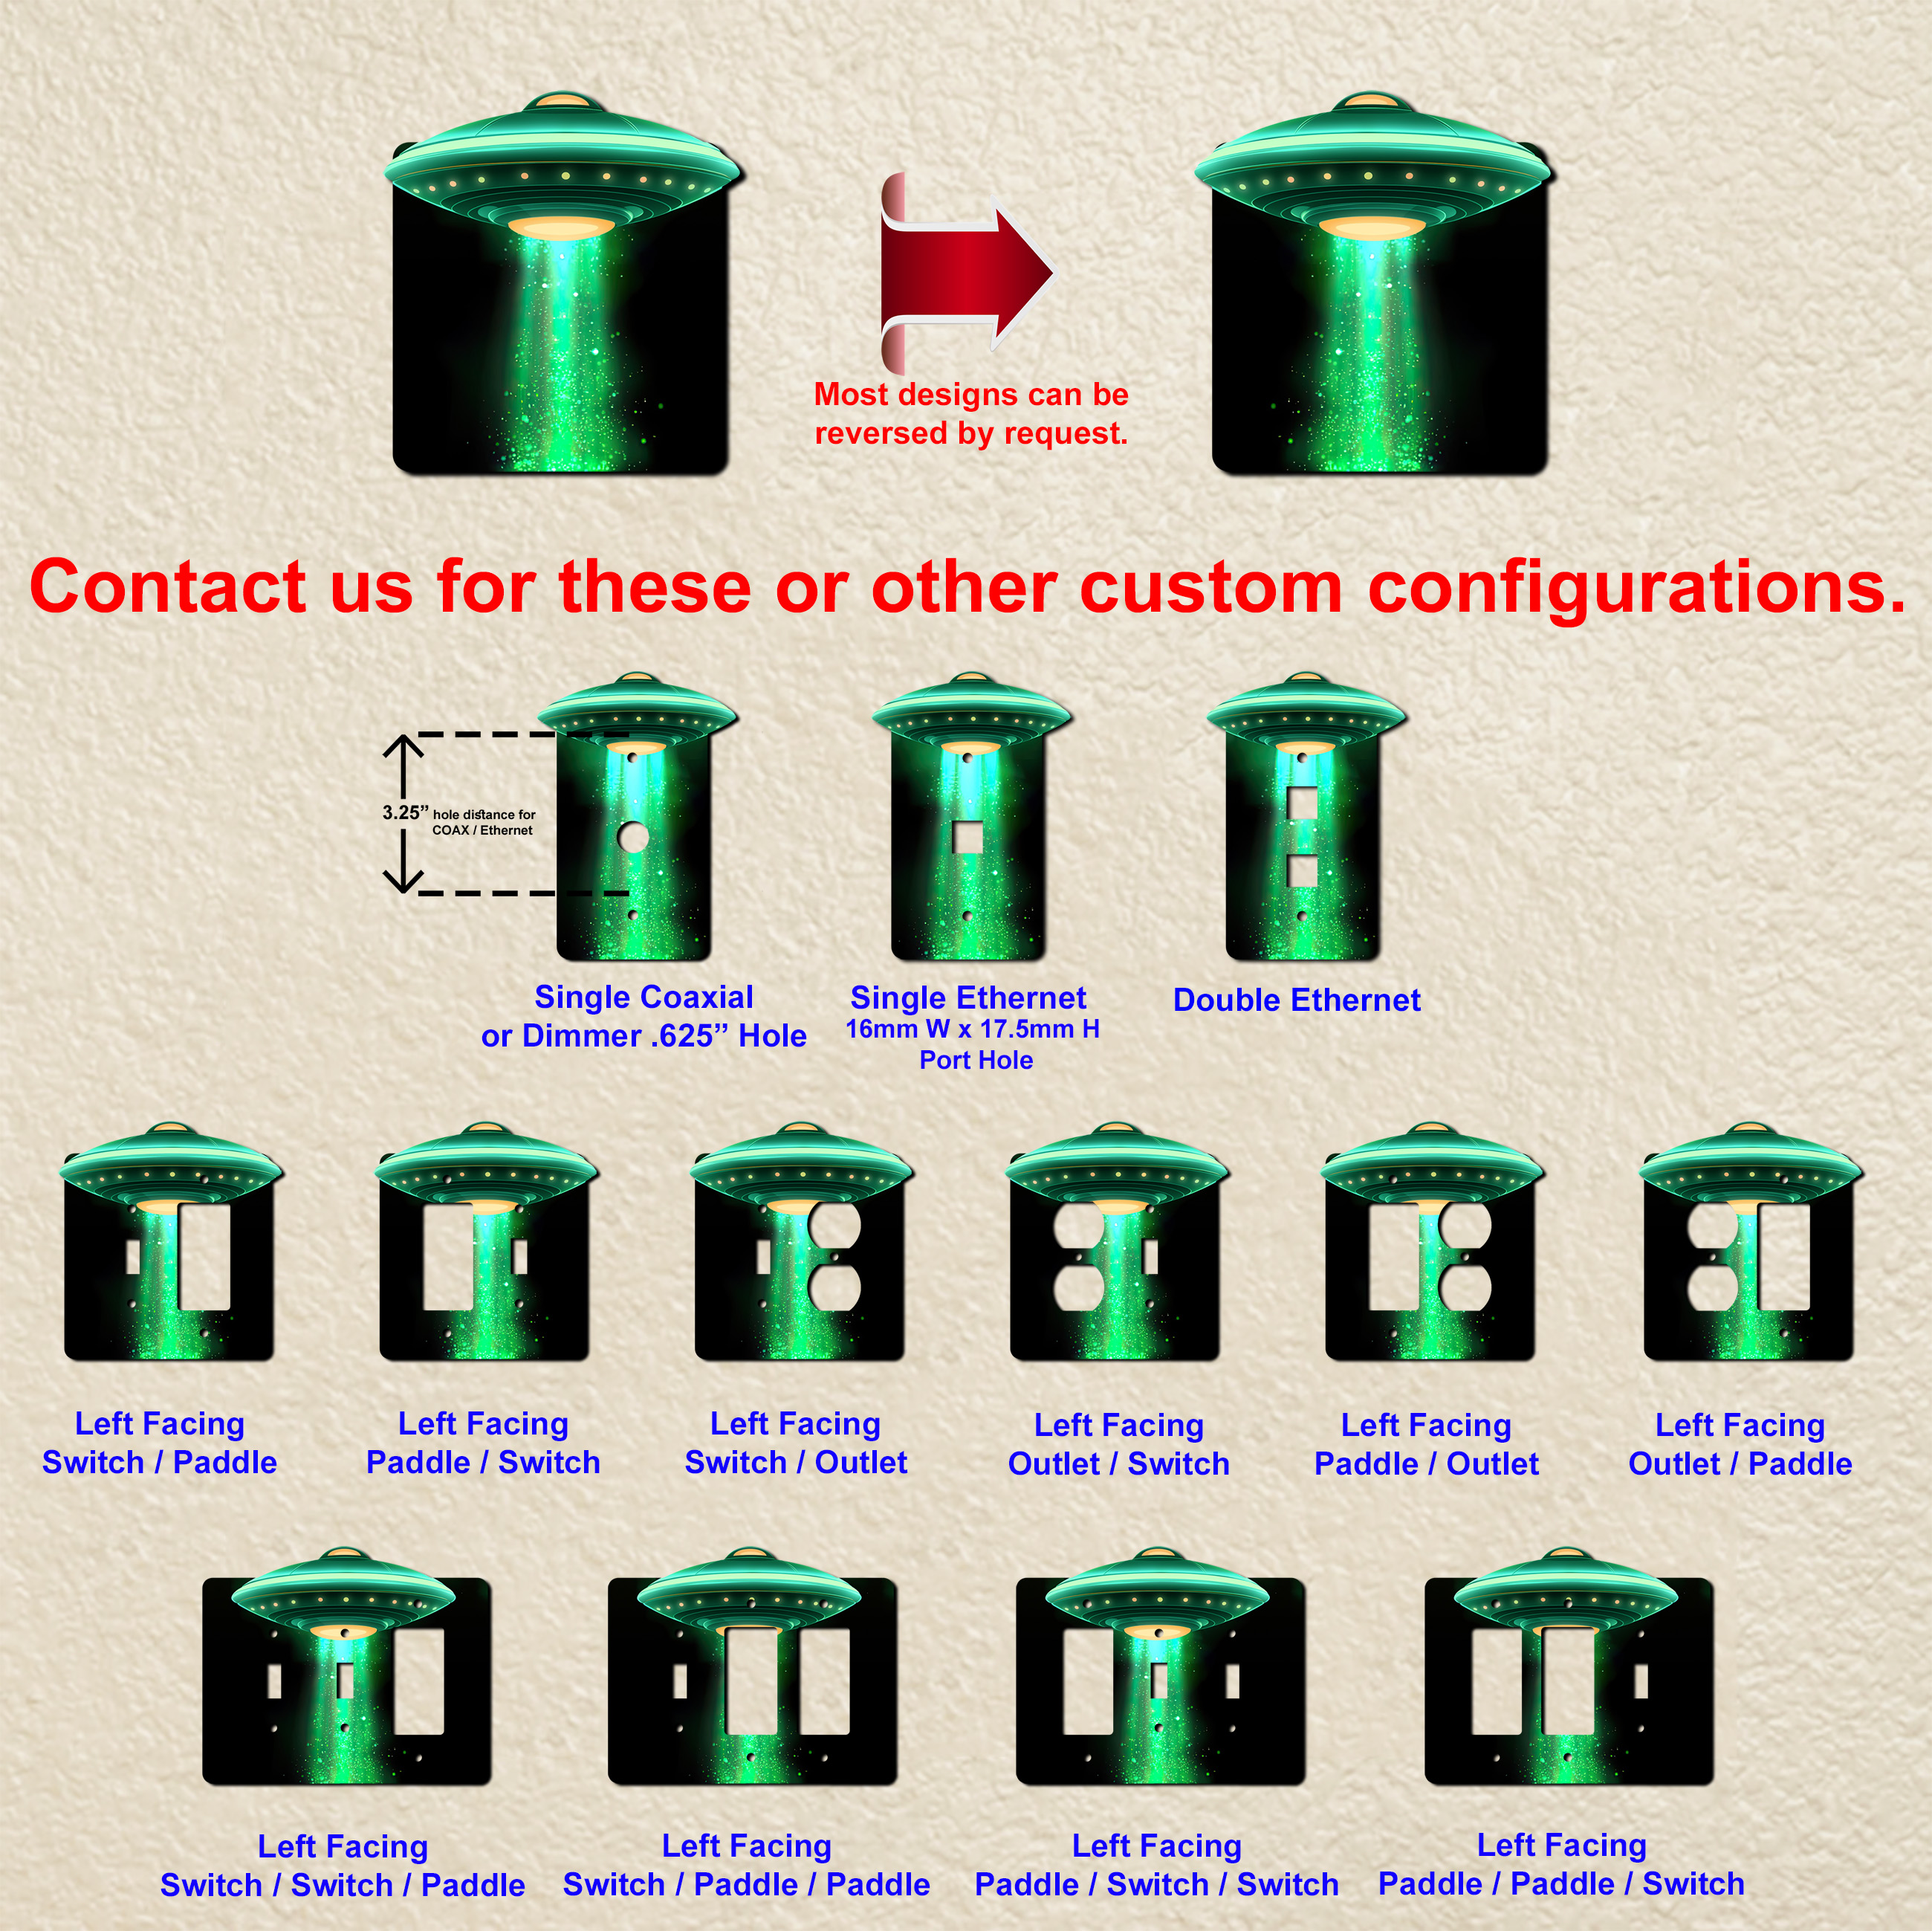 Most designs can be
reversed by request.
Contact us for these or other custom configurations.
3.25” hole distance for
COAX / Ethernet
Single Coaxial
or Dimmer .625” Hole
Single Ethernet
16mm W x 17.5mm H
Port Hole
Double Ethernet
Left Facing
Switch / Paddle
Left Facing
Paddle / Switch
Left Facing
Switch / Outlet
Left Facing
Outlet / Switch
Left Facing
Paddle / Outlet
Left Facing
Outlet / Paddle
Left Facing
Switch / Switch / Paddle
Left Facing
Switch / Paddle / Paddle
Left Facing
Paddle / Switch / Switch
Left Facing
Paddle / Paddle / Switch